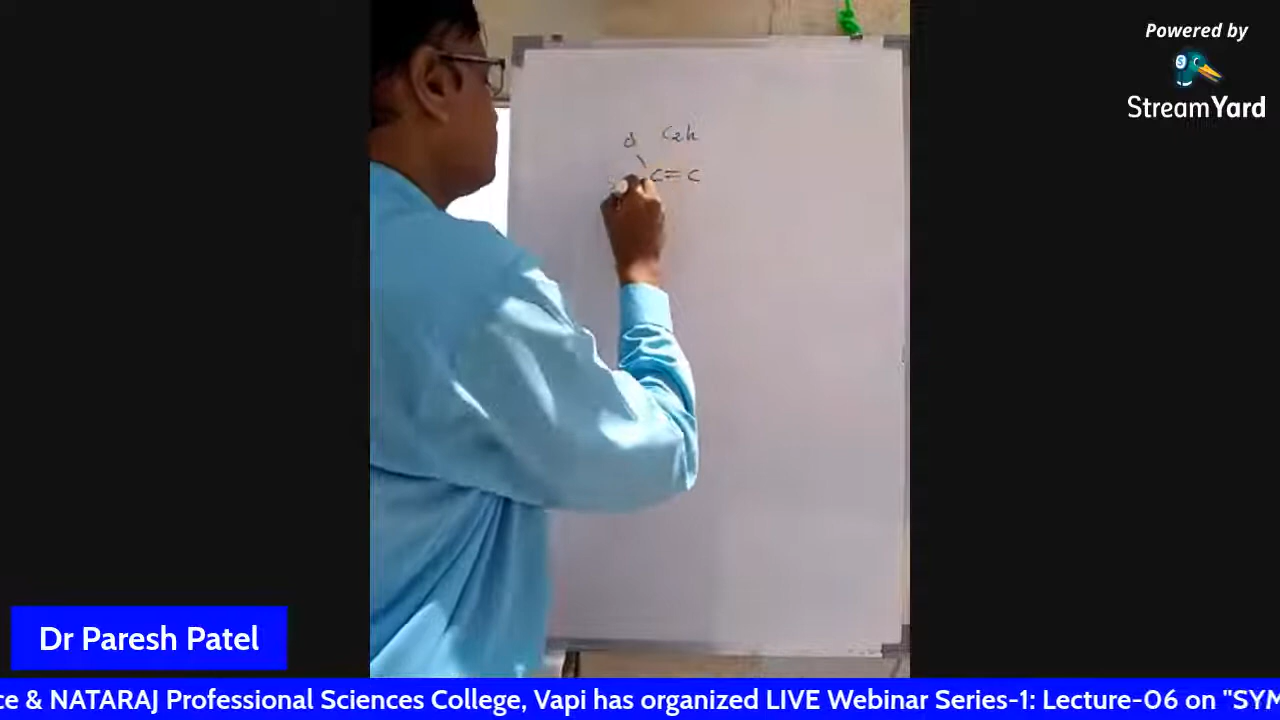 Powered by
StreamYard
C2h
C=C
Dr Paresh Patel
ce & NATARAJ Professional Sciences College, Vapi has organized LIVE Webinar Series-1: Lecture-06 on "SYM